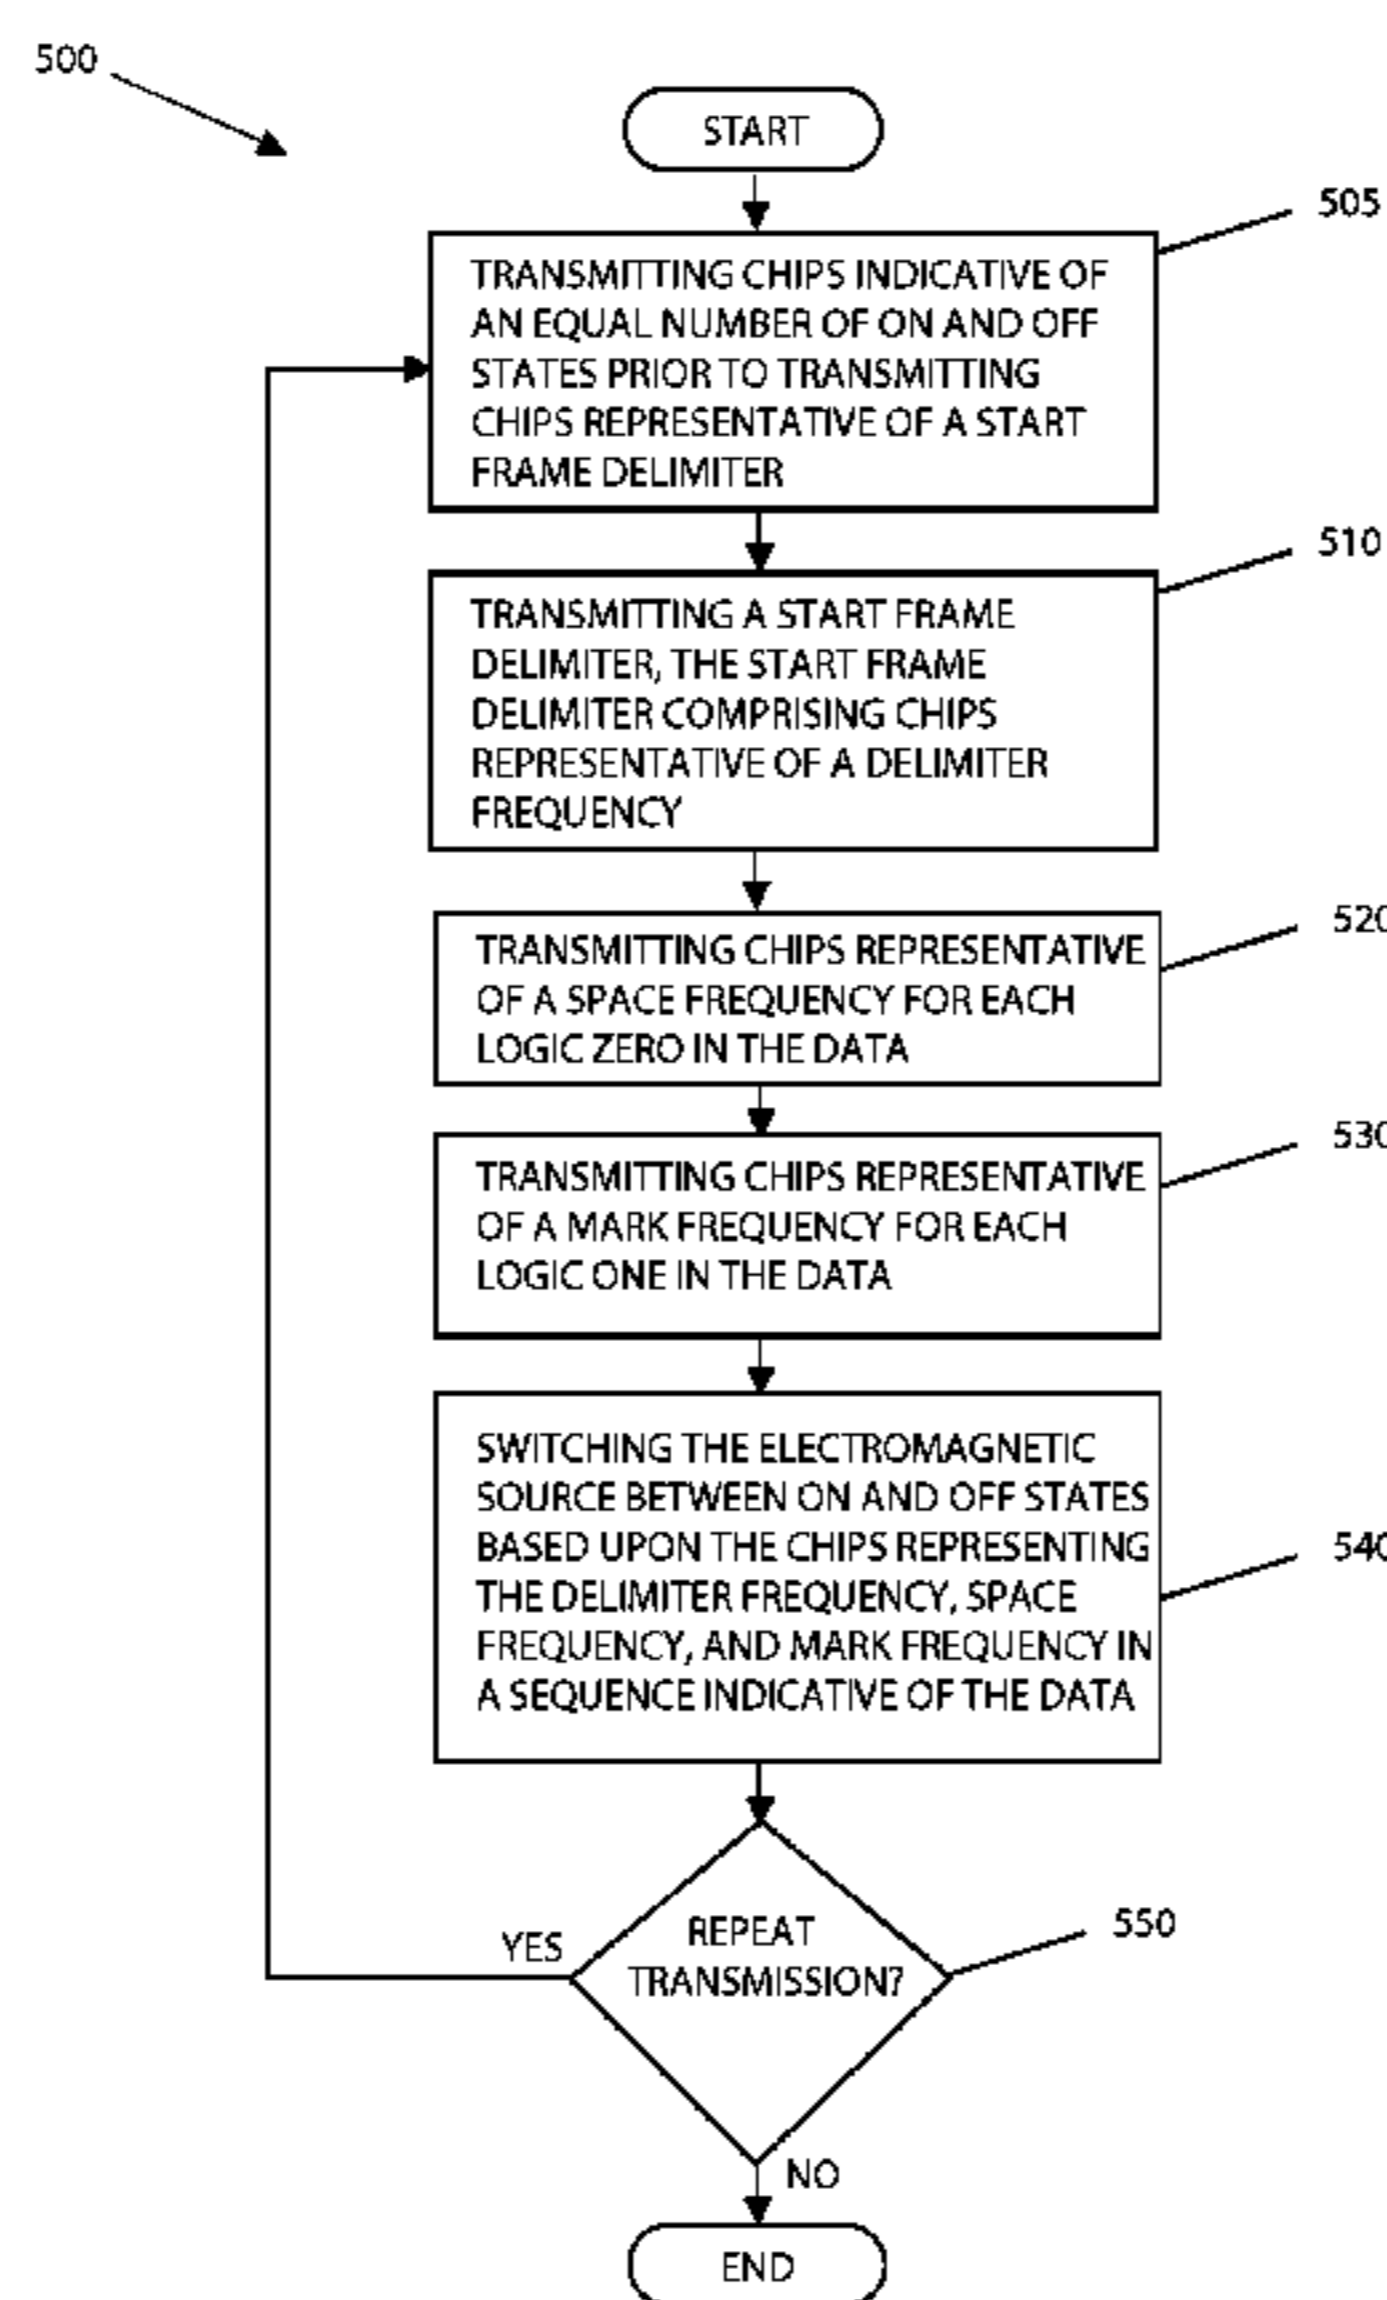 500
START
505
TRANSMITTING CHIPS INDICATIVE OF
AN EQUAL NUMBER OF ON AND OFF
STATES PRIOR TO TRANSMITTING
CHIPS REPRESENTATIVE OF A START
FRAME DELIMITER
510
TRANSMITTING A START FRAME
DELIMITER, THE START FRAME
DELIMITER COMPRISING CHIPS
REPRESENTATIVE OF A DELIMITER
FREQUENCY
520
TRANSMITTING CHIPS REPRESENTATIVE
OF A SPACE FREQUENCY FOR EACH
LOGIC ZERO IN THE DATA
530
TRANSMITTING CHIPS REPRESENTATIVE
OF A MARK FREQUENCY FOR EACH
LOGIC ONE IN THE DATA
SWITCHING THE ELECTROMAGNETIC
SOURCE BETWEEN ON AND OFF STATES
BASED UPON THE CHIPS REPRESENTING
THE DELIMITER FREQUENCY, SPACE
FREQUENCY, AND MARK FREQUENCY IN
A SEQUENCE INDICATIVE OF THE DATA
540
REPEAT
TRANSMISSION?
550
YES
NO
END